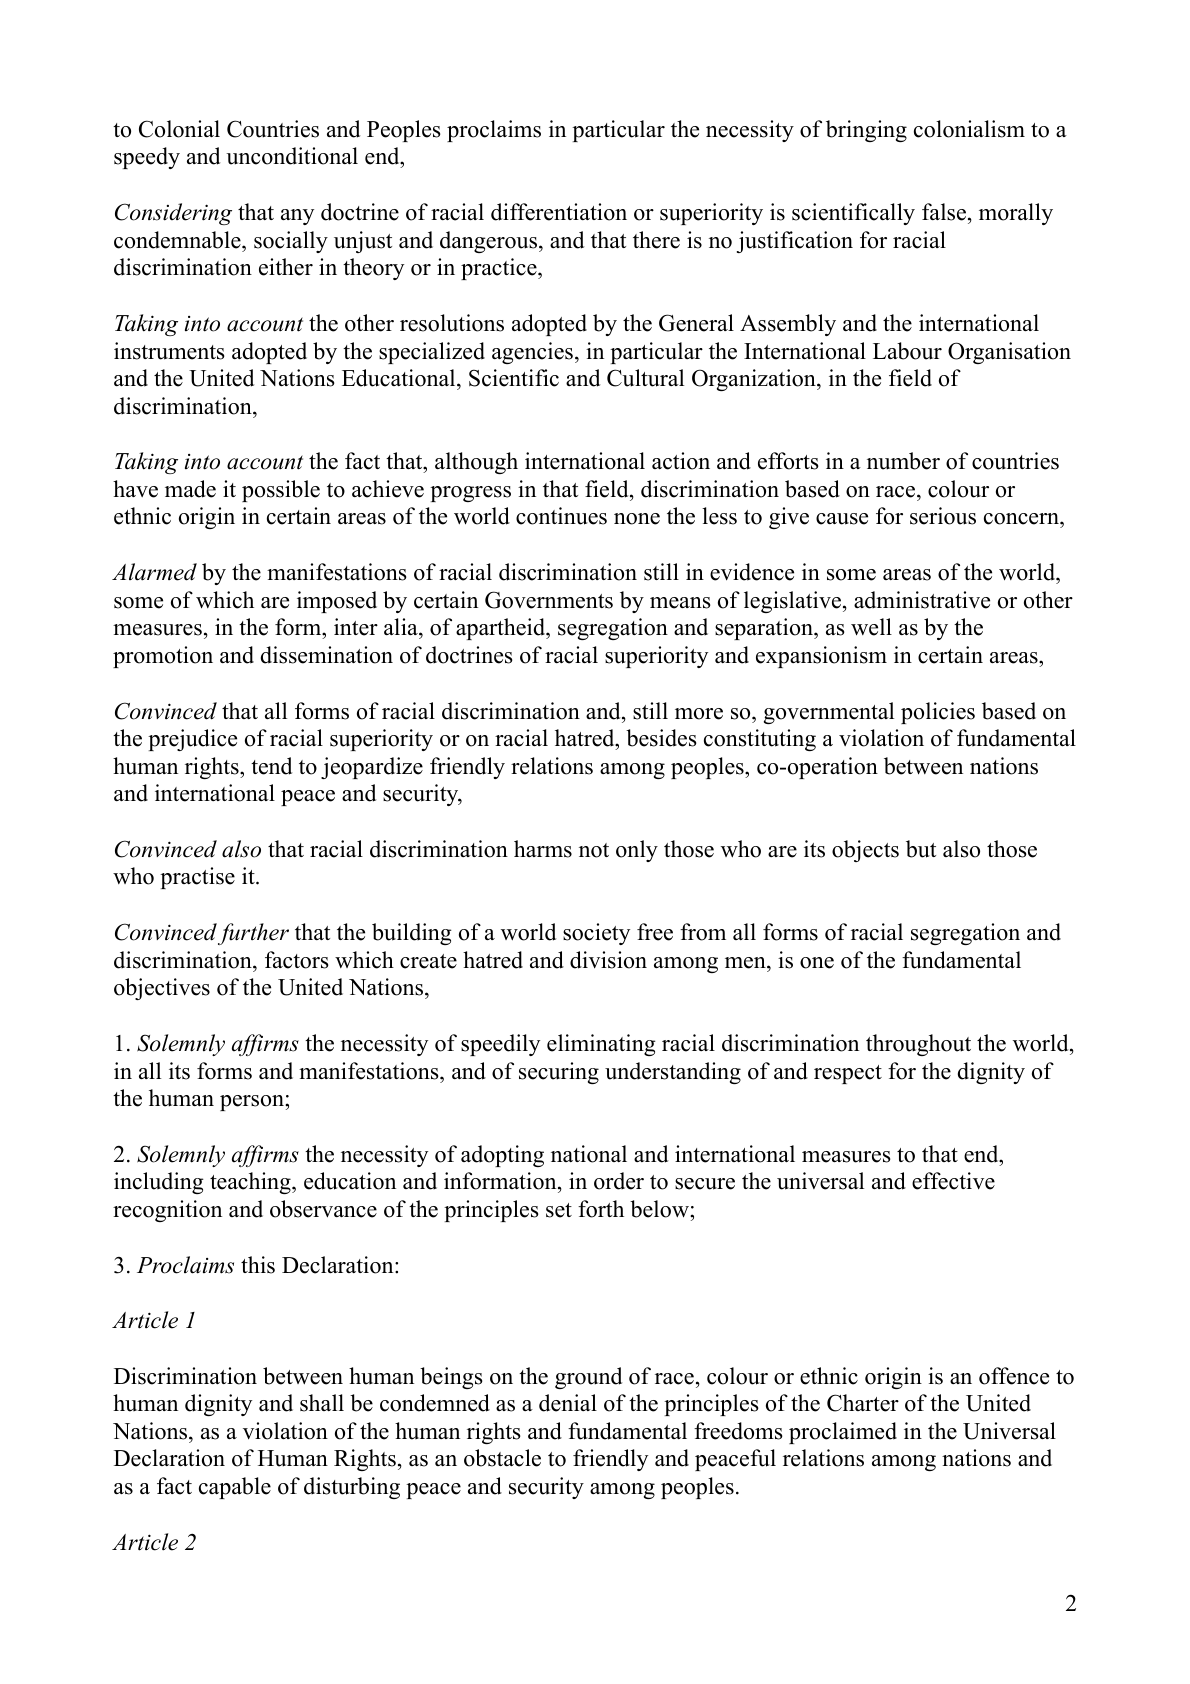 to Colonial Countries and Peoples proclaims in particular the necessity of bringing colonialism to a
speedy and unconditional end,
Considering that any doctrine of racial differentiation or superiority is scientifically false, morally
condemnable, socially unjust and dangerous, and that there is no justification for racial
discrimination either in theory or in practice,
Taking into account the other resolutions adopted by the General Assembly and the international
instruments adopted by the specialized agencies, in particular the International Labour Organisation
and the United Nations Educational, Scientific and Cultural Organization, in the field of
discrimination,
Taking into account the fact that, although international action and efforts in a number of countries
have made it possible to achieve progress in that field, discrimination based on race, colour or
ethnic origin in certain areas of the world continues none the less to give cause for serious concern,
Alarmed by the manifestations of racial discrimination still in evidence in some areas of the world,
some of which are imposed by certain Governments by means of legislative, administrative or other
measures, in the form, inter alia, of apartheid, segregation and separation, as well as by the
promotion and dissemination of doctrines of racial superiority and expansionism in certain areas,
Convinced that all forms of racial discrimination and, still more so, governmental policies based on
the prejudice of racial superiority or on racial hatred, besides constituting a violation of fundamental
human rights, tend to jeopardize friendly relations among peoples, co-operation between nations
and international peace and security,
Convinced also that racial discrimination harms not only those who are its objects but also those
who practise it.
Convinced further that the building of a world society free from all forms of racial segregation and
discrimination, factors which create hatred and division among men, is one of the fundamental
objectives of the United Nations,
1. Solemnly affirms the necessity of speedily eliminating racial discrimination throughout the world,
in all its forms and manifestations, and of securing understanding of and respect for the dignity of
the human person;
2. Solemnly affirms the necessity of adopting national and international measures to that end,
including teaching, education and information, in order to secure the universal and effective
recognition and observance of the principles set forth below;
3. Proclaims this Declaration:
Article 1
Discrimination between human beings on the ground of race, colour or ethnic origin is an offence to
human dignity and shall be condemned as a denial of the principles of the Charter of the United
Nations, as a violation of the human rights and fundamental freedoms proclaimed in the Universal
Declaration of Human Rights, as an obstacle to friendly and peaceful relations among nations and
as a fact capable of disturbing peace and security among peoples.
Article 2
2